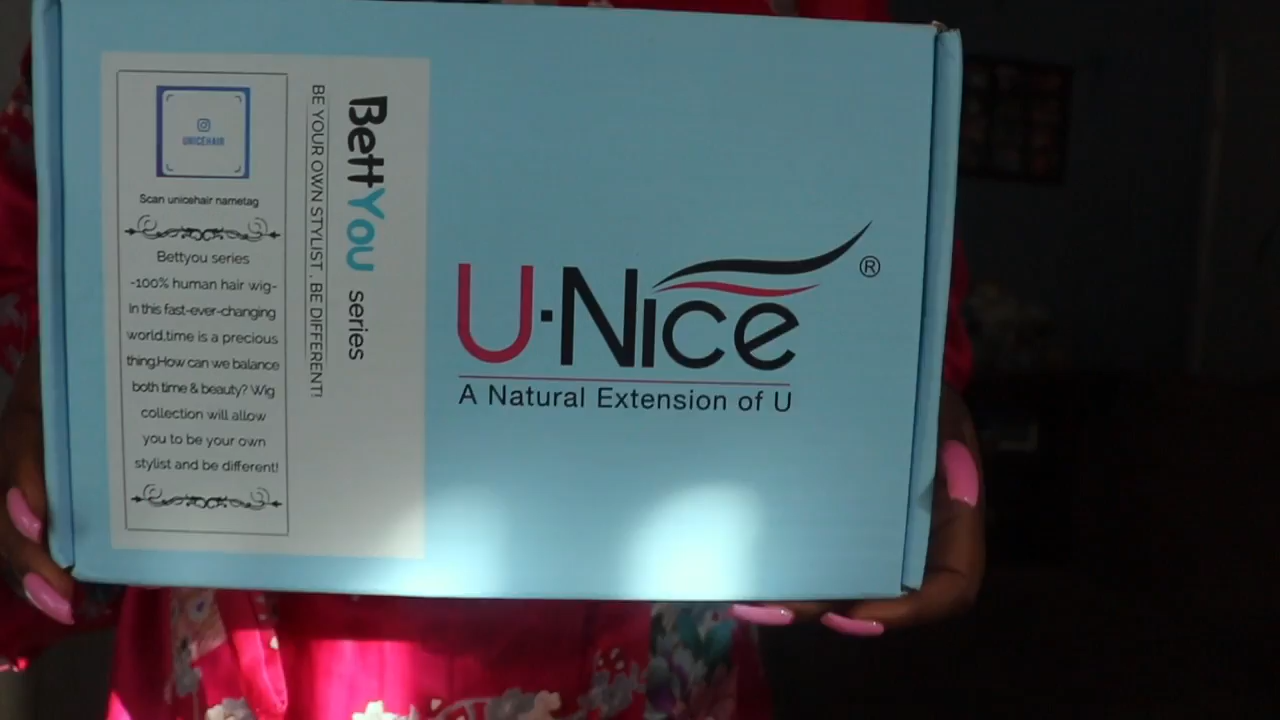 UNICEHAIR
Scan unicehair nametag
Bettyou series
-100% human hair wig-
In this fast-ever-changing
world,time is a precious
thing.How can we balance
both time & beauty? Wig
collection will allow
you to be your own
stylist and be different!
BettYou series
BE YOUR OWN STYLIST , BE DIFFERENT!
U·Nice ®
A Natural Extension of U